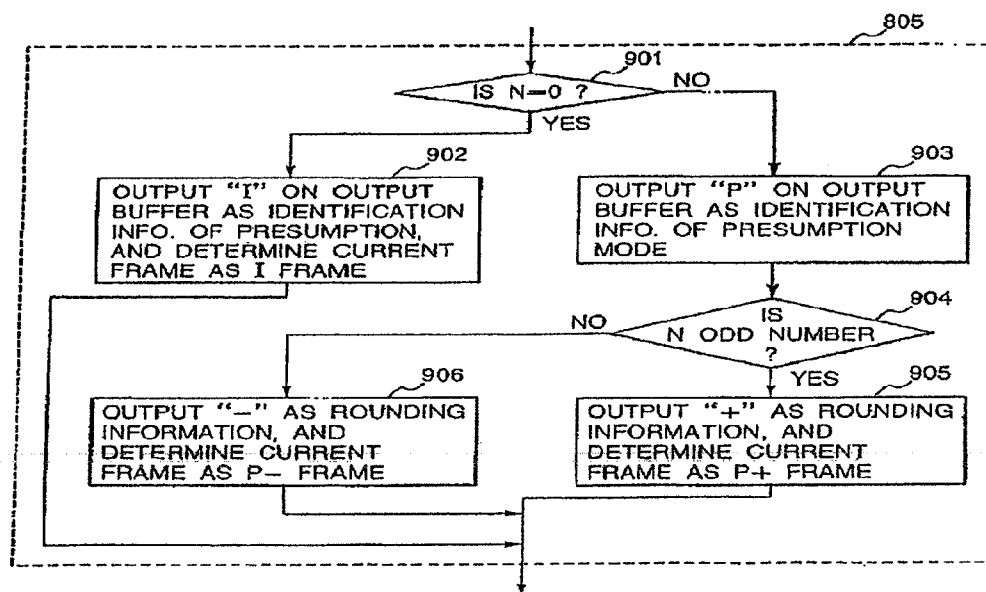 805
901
IS N=0 ?
NO
YES
902
OUTPUT “I” ON OUTPUT
BUFFER AS IDENTIFICATION
INFO. OF PRESUMPTION,
AND DETERMINE CURRENT
FRAME AS I FRAME
903
OUTPUT “P” ON OUTPUT
BUFFER AS IDENTIFICATION
INFO. OF PRESUMPTION
MODE
904
IS
N ODD NUMBER
?
NO
YES
906
OUTPUT “–” AS ROUNDING
INFORMATION, AND
DETERMINE CURRENT
FRAME AS P– FRAME
905
OUTPUT “+” AS ROUNDING
INFORMATION, AND
DETERMINE CURRENT
FRAME AS P+ FRAME